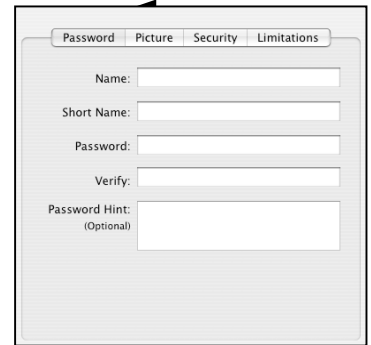 Password Picture Security Limitations
Name:
Short Name:
Password:
Verify:
Password Hint:
(Optional)